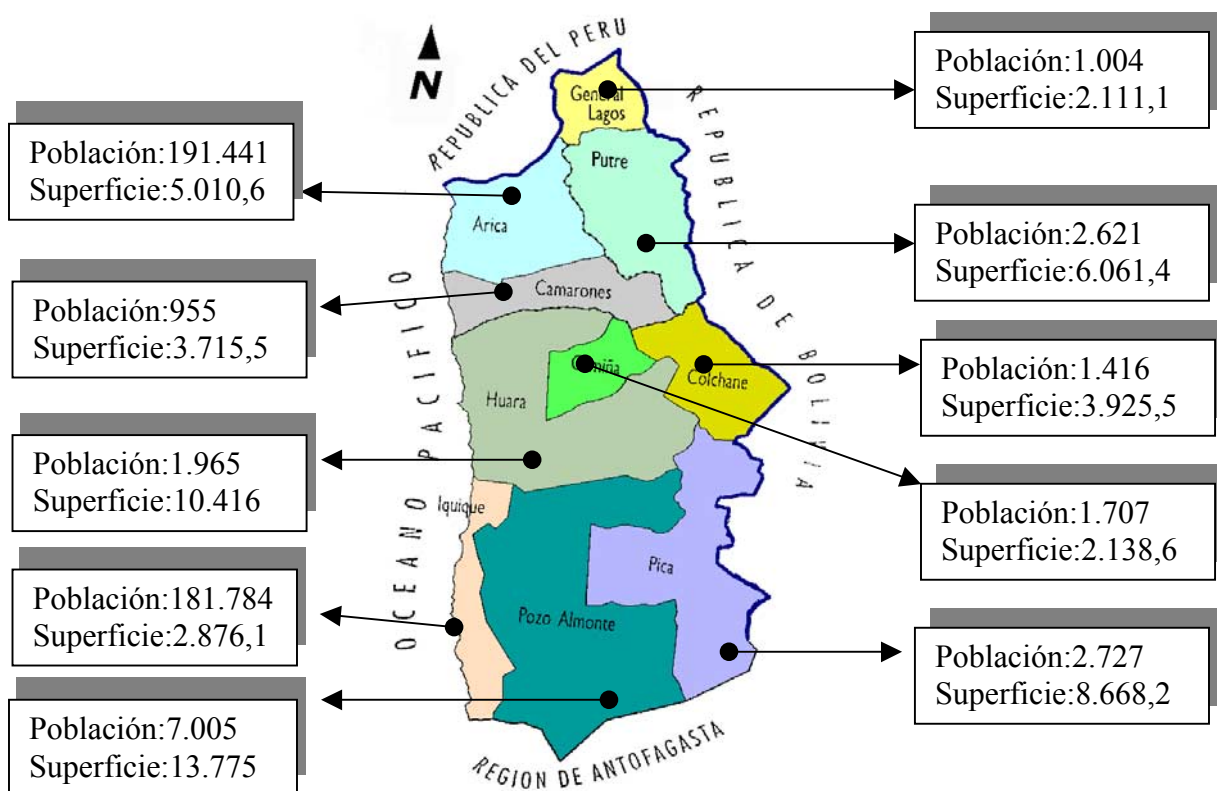 REPUBLICA DEL PERU
N
Población:1.004
Superficie:2.111,1
General
Lagos
REPUBLICA DE BOLIVIA
Población:191.441
Superficie:5.010,6
Putre
Arica
Población:2.621
Superficie:6.061,4
Población:955
Superficie:3.715,5
Camarones
OCEANO PACIFICO
Camiña
Colchane
Población:1.416
Superficie:3.925,5
Huara
Población:1.965
Superficie:10.416
Iquique
Población:1.707
Superficie:2.138,6
Pica
Población:181.784
Superficie:2.876,1
Pozo Almonte
Población:2.727
Superficie:8.668,2
Población:7.005
Superficie:13.775
REGION DE ANTOFAGASTA